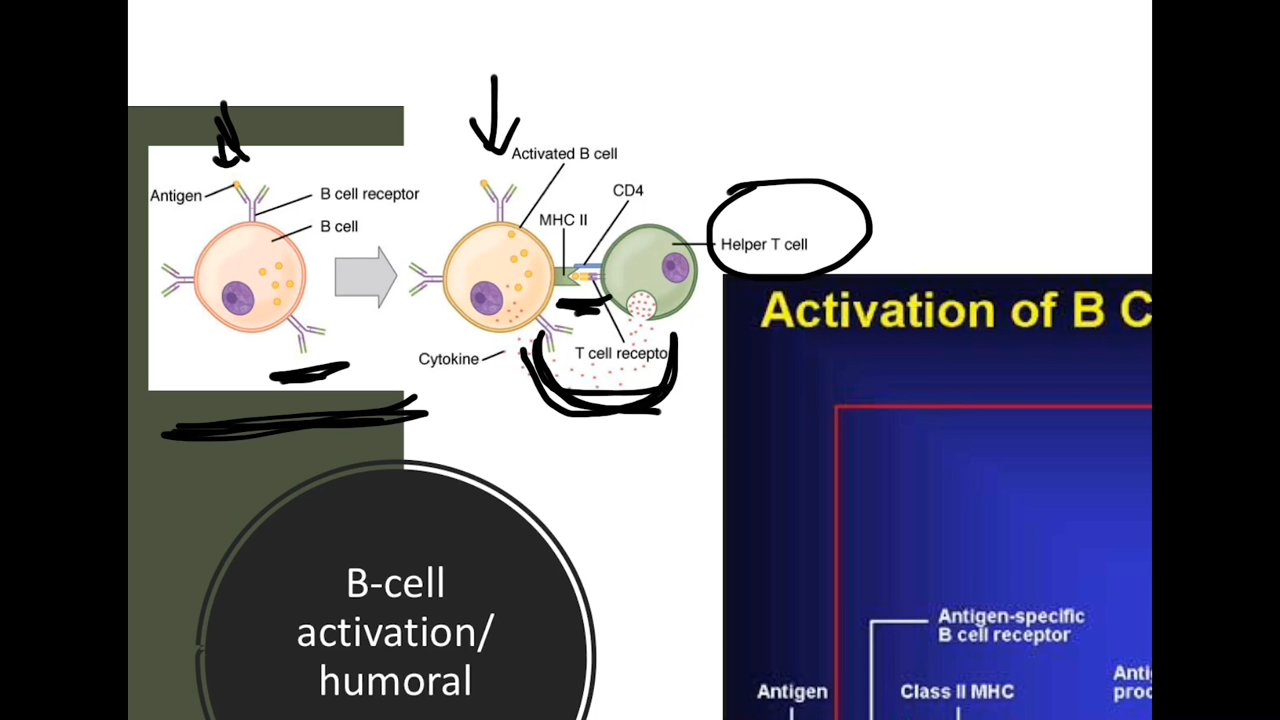 Activated B cell
Antigen
B cell receptor
B cell
CD4
MHC II
Helper T cell
T cell recepto
Cytokine
Activation of B C
B-cell
activation/
humoral
Antigen-specific
B cell receptor
Antigen
Class II MHC
Anti
proc